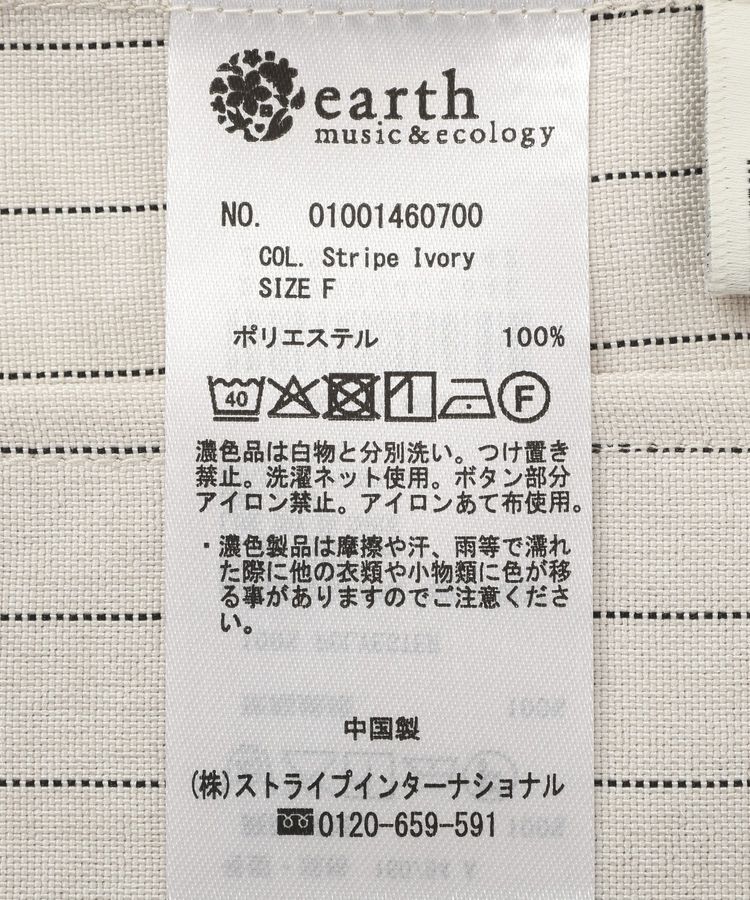 earth
music&ecology
NO. 01001460700
COL. Stripe Ivory
SIZE F
ポリエステル 100%
40 F
濃色品は白物と分別洗い。つけ置き
禁止。洗濯ネット使用。ボタン部分
アイロン禁止。アイロンあて布使用。
・濃色製品は摩擦や汗、雨等で濡れ
た際に他の衣類や小物類に色が移
る事がありますのでご注意くださ
い。
中国製
(株)ストライプインターナショナル
0120-659-591